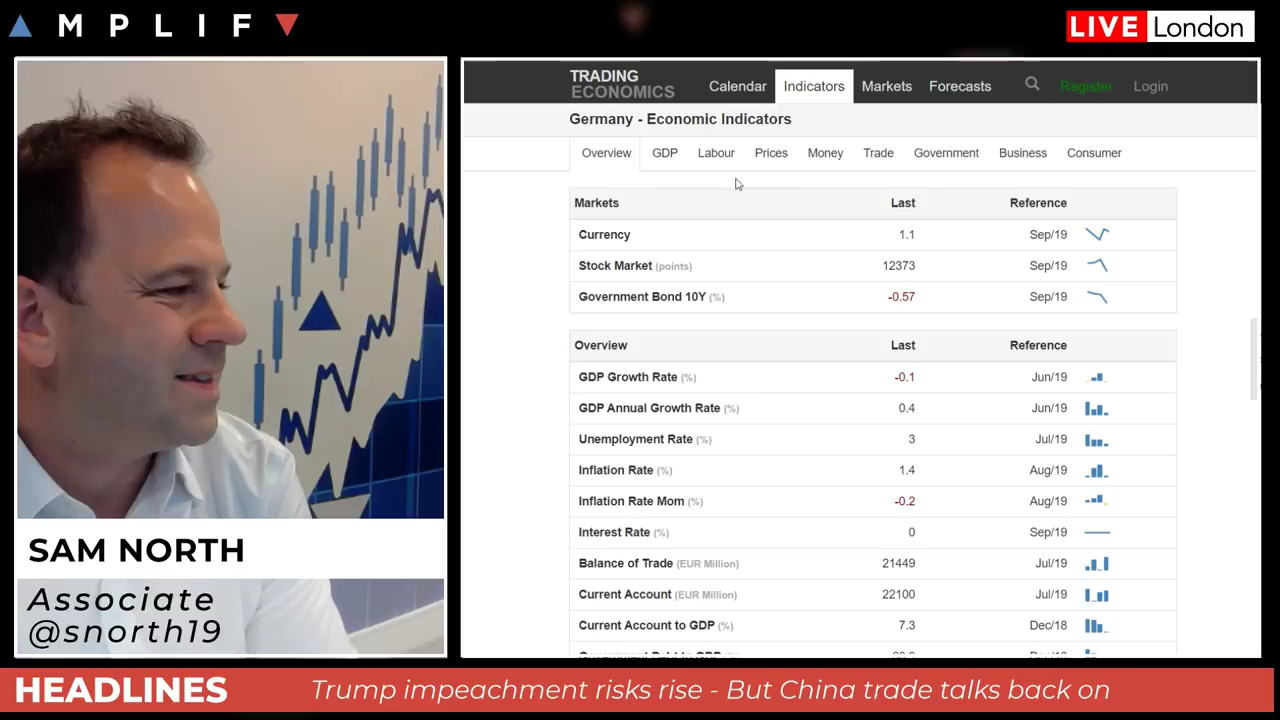 MPLIF
LIVE London
TRADING
ECONOMICS
Calendar Indicators Markets Forecasts Register Login
Germany - Economic Indicators
Overview GDP Labour Prices Money Trade Government Business Consumer
Markets Last Reference
Currency 1.1 Sep/19
Stock Market (points) 12373 Sep/19
Government Bond 10Y (%) -0.57 Sep/19
Overview Last Reference
GDP Growth Rate (%) -0.1 Jun/19
GDP Annual Growth Rate (%) 0.4 Jun/19
Unemployment Rate (%) 3 Jul/19
Inflation Rate (%) 1.4 Aug/19
Inflation Rate Mom (%) -0.2 Aug/19
Interest Rate (%) 0 Sep/19
Balance of Trade (EUR Million) 21449 Jul/19
Current Account (EUR Million) 22100 Jul/19
Current Account to GDP (%) 7.3 Dec/18
SAM NORTH
Associate
@snorth19
HEADLINES Trump impeachment risks rise - But China trade talks back on